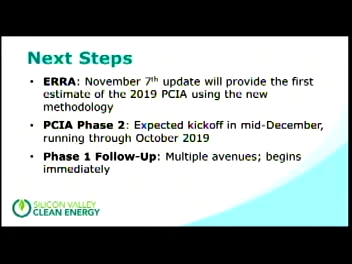 Next Steps
• ERRA: November 7th update will provide the first
estimate of the 2019 PCIA using the new
methodology
• PCIA Phase 2: Expected kickoff in mid-December,
running through October 2019
• Phase 1 Follow-Up: Multiple avenues; begins
immediately
SILICON VALLEY
CLEAN ENERGY